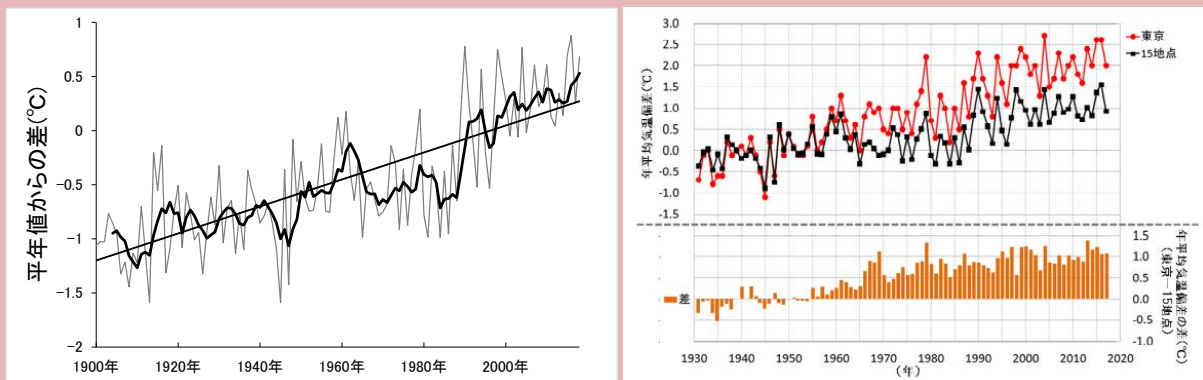 平年値からの差(℃)
1
0.5
0
-0.5
-1
-1.5
-2
1900年
1920年
1940年
1960年
1980年
2000年
年平均気温偏差(℃)
3.0
2.5
2.0
1.5
1.0
0.5
0.0
-0.5
-1.0
-1.5
東京
15地点
差
1.5
1.0
0.5
0.0
-0.5
-1.0
年平均気温偏差の差(℃)
(東京―15地点)
1930
1940
1950
1960
1970
1980
1990
2000
2010
2020
(年)